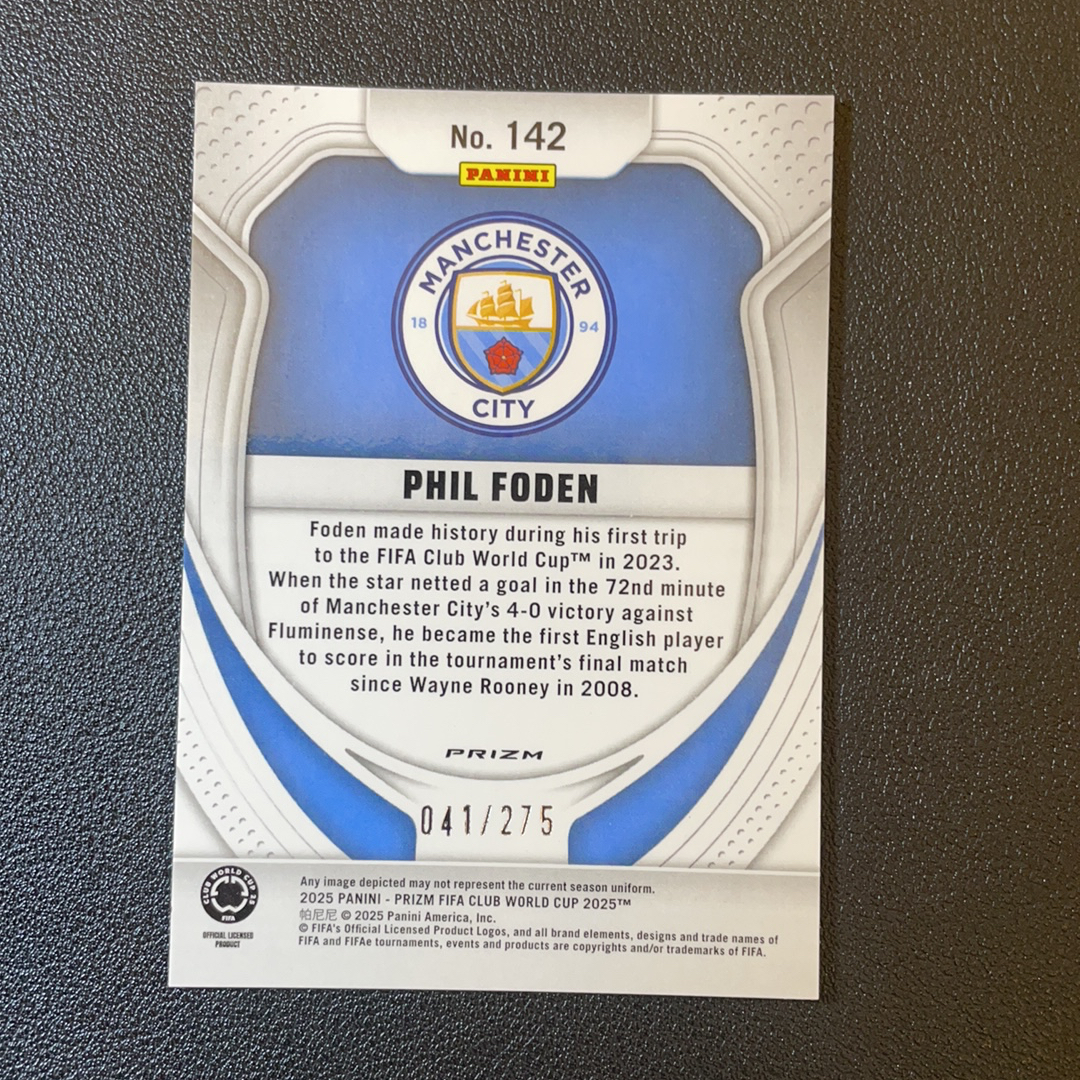 No. 142
PANINI
MANCHESTER
18 94
CITY
PHIL FODEN
Foden made history during his first trip
to the FIFA Club World Cup™ in 2023.
When the star netted a goal in the 72nd minute
of Manchester City's 4-0 victory against
Fluminense, he became the first English player
to score in the tournament's final match
since Wayne Rooney in 2008.
PRIZM
041/275
CLUB WORLD CUP 25
FIFA
OFFICIAL LICENSED
PRODUCT
Any image depicted may not represent the current season uniform.
2025 PANINI - PRIZM FIFA CLUB WORLD CUP 2025™
帕尼尼 © 2025 Panini America, Inc.
© FIFA's Official Licensed Product Logos, and all brand elements, designs and trade names of
FIFA and FIFAe tournaments, events and products are copyrights and/or trademarks of FIFA.